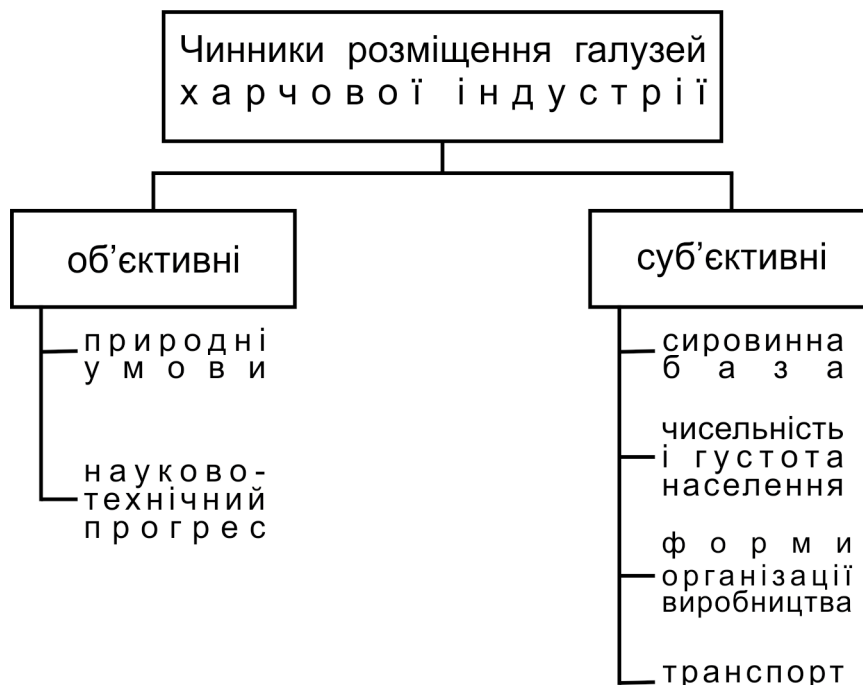 Чинники розміщення галузей
харчової індустрії
об’єктивні
суб’єктивні
природні
умови
науково-
технічний
прогрес
сировинна
база
чисельність
і густота
населення
форми
організації
виробництва
транспорт